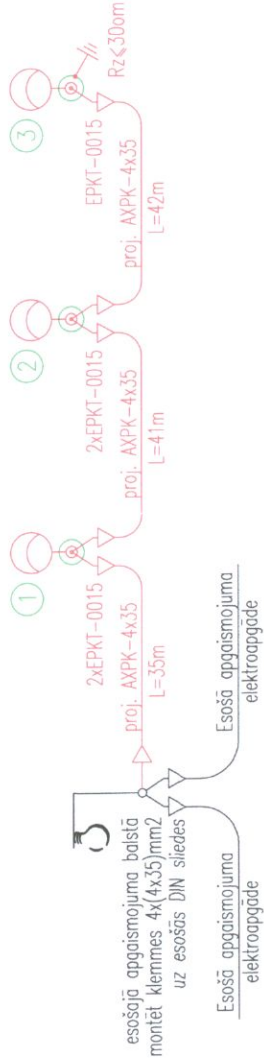 esošajā apgaismojuma balstā
montēt klemmes 4x(4x35)mm2
uz esošās DIN sliedes
Esošā apgaismojuma
elektroapgāde
Esošā apgaismojuma
elektroapgāde
1
2xEPKT-0015
proj. AXPK-4x35
L=35m
2
2xEPKT-0015
proj. AXPK-4x35
L=41m
3
EPKT-0015
proj. AXPK-4x35
L=42m
Rz≤30om